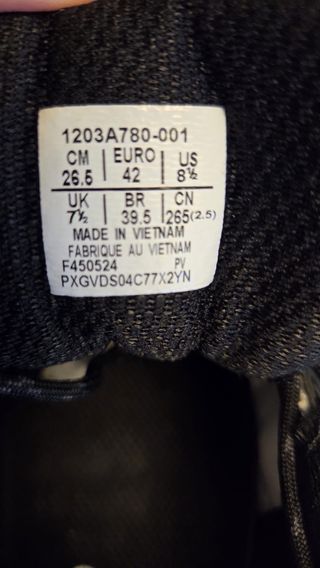 1203A780-001
CM | EURO | US
26.5 | 42 | 8½
UK | BR | CN
7½ | 39.5 | 265(2.5)
MADE IN VIETNAM
FABRIQUE AU VIETNAM
F450524 PV
PXGVDS04C77X2YN